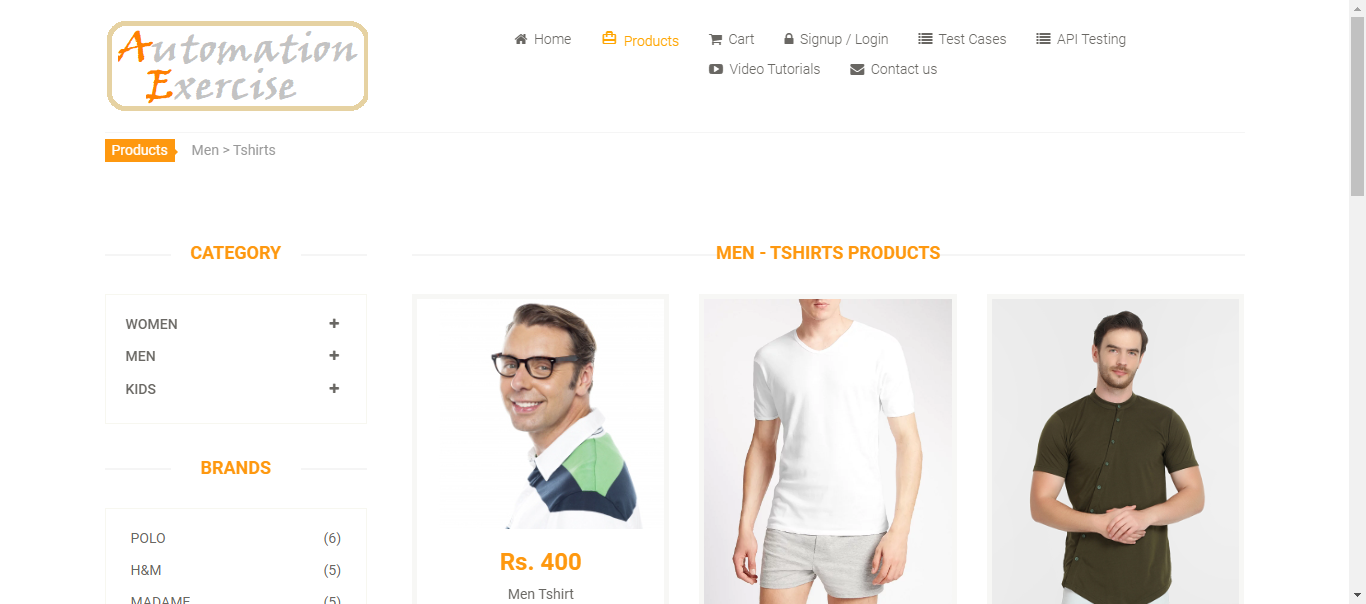 Automation
Exercise
Home Products Cart Signup / Login Test Cases API Testing
Video Tutorials Contact us
Products Men > Tshirts
CATEGORY
WOMEN
MEN
KIDS
BRANDS
POLO (6)
H&M (5)
MADAME (5)
MEN - TSHIRTS PRODUCTS
Rs. 400
Men Tshirt